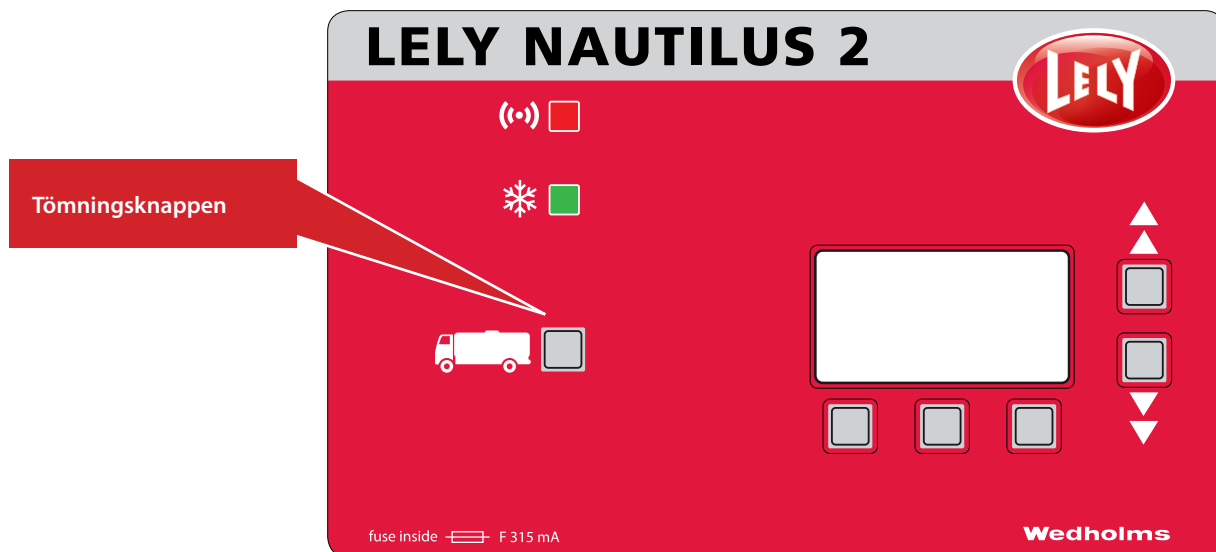 LELY NAUTILUS 2
LELY
Tömningsknappen
fuse inside F 315 mA
Wedholms